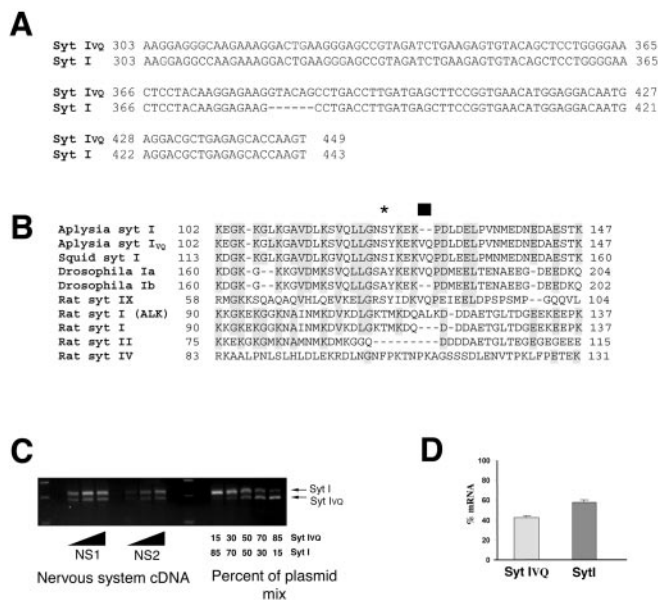 A
Syt IVQ 303 AAGGAGGGCAAGAAAGGACTGAAGGGAGCCGTAGATCTGAAGAGTGTACAGCTCCTGGGGAA 365
Syt I 303 AAGGAGGCCAAGAAAGGACTGAAGGGAGCCGTAGATCTGAAGAGTGTACAGCTCCTGGGGAA 365
Syt IVQ 366 CTCCTACAAGGAGAAGGTACAGCCTGACCTTGATGAGCTTCCGGTGAACATGGAGGACAATG 427
Syt I 366 CTCCTACAAGGAGAAG------CCTGACCTTGATGAGCTTCCGGTGAACATGGAGGACAATG 421
Syt IVQ 428 AGGACGCTGAGAGCACCAAGT 449
Syt I 422 AGGACGCTGAGAGCACCAAGT 443
B
* ■
Aplysia syt I 102 KEGK-KGLKGAVDLKSVQLLGNSYKEK--PDLDELPVNMEDNEDAESTK 147
Aplysia syt IVQ 102 KEGK-KGLKGAVDLKSVQLLGNSYKEKVQPDLDELPVNMEDNEDAESTK 147
Squid syt I 113 KDGK-GLKGAVDLKSVQLLGNSYKEKVQPDMEELPVNMEDNEDAESTK 160
Drosophila Ia 160 KDGK-G--KKGVDMKSVQLLGSAYKEKVQPDMEELTENAEEG-DEEDKQ 204
Drosophila Ib 160 KDGK-G--KKGVDMKSVQLLGSAYKEK--PDMEELTENAEEG-DEEDKQ 202
Rat syt IX 58 RMGKKSQAQAQVHLQEVKELGRSYIDKVQPEIEELDPSPSMP--GQQVL 104
Rat syt I (ALK) 90 KKGKEKGGKNAINMKDVKDLGKTMKDQALKD-DDAETGLTDGEEKEEPK 137
Rat syt I 90 KKGKEKGGKNAINMKDVKDLGKTMKDQ---D-DDAETGLTDGEEKEEPK 137
Rat syt II 75 KKEKGKGMKNAMNMKDMKGGQ---------DDDDAETGLTEGEGEGEEE 115
Rat syt IV 83 RKAALPNLSLHLDLEKRDLNGNFPKTNPKAGSSSDLENVTPKLFPETEK 131
C
Syt I
Syt IVQ
15 30 50 70 85 Syt IVQ
85 70 50 30 15 Syt I
NS1 NS2
Nervous system cDNA
Percent of plasmid mix
D
% mRNA
100
80
60
40
20
0
Syt IVQ SytI